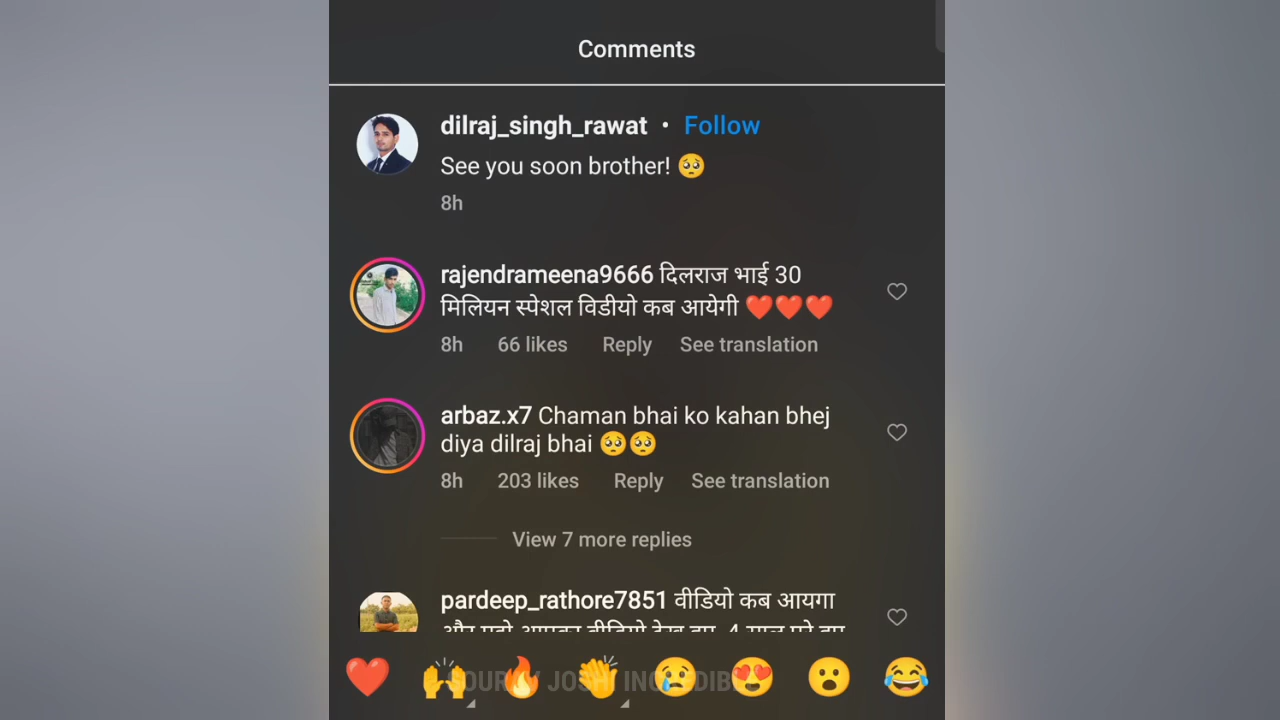 Comments
dilraj_singh_rawat • Follow
See you soon brother! 🥺
8h
rajendrameena9666 दिलराज भाई 30
मिलियन स्पेशल विडीयो कब आयेगी ❤️❤️❤️
8h 66 likes Reply See translation
arbaz.x7 Chaman bhai ko kahan bhej
diya dilraj bhai 🥺🥺
8h 203 likes Reply See translation
View 7 more replies
pardeep_rathore7851 वीडियो कब आयगा
❤️ 🙌 🔥 👏 😢 😍 😮 😂